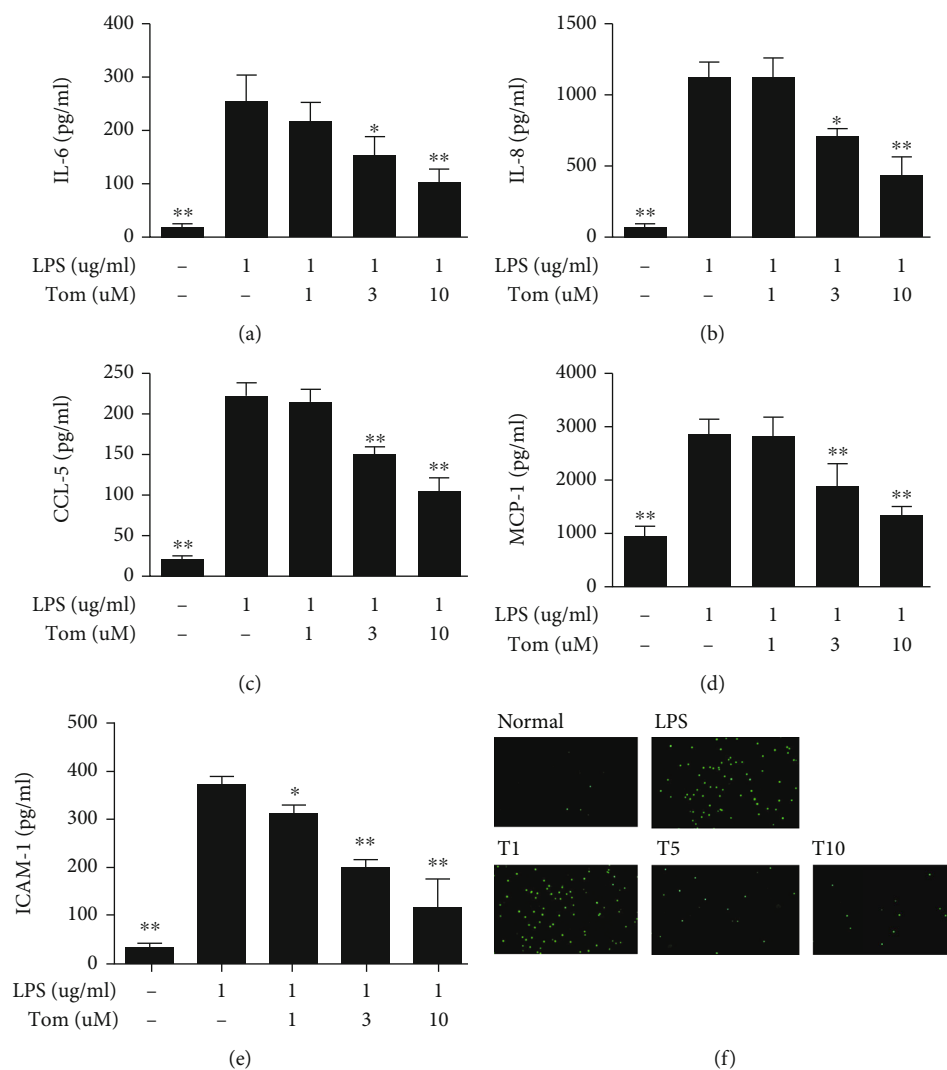 400
300
200
100
0
IL-6 (pg/ml)
**
*
**
LPS (ug/ml) – 1 1 1 1
Tom (uM) – – 1 3 10
(a)
1500
1000
500
0
IL-8 (pg/ml)
**
*
**
LPS (ug/ml) – 1 1 1 1
Tom (uM) – – 1 3 10
(b)
250
200
150
100
50
0
CCL-5 (pg/ml)
**
**
**
LPS (ug/ml) – 1 1 1 1
Tom (uM) – – 1 3 10
(c)
4000
3000
2000
1000
0
MCP-1 (pg/ml)
**
**
**
LPS (ug/ml) – 1 1 1 1
Tom (uM) – – 1 3 10
(d)
500
400
300
200
100
0
ICAM-1 (pg/ml)
**
*
**
**
LPS (ug/ml) – 1 1 1 1
Tom (uM) – – 1 3 10
(e)
Normal LPS
T1 T5 T10
(f)